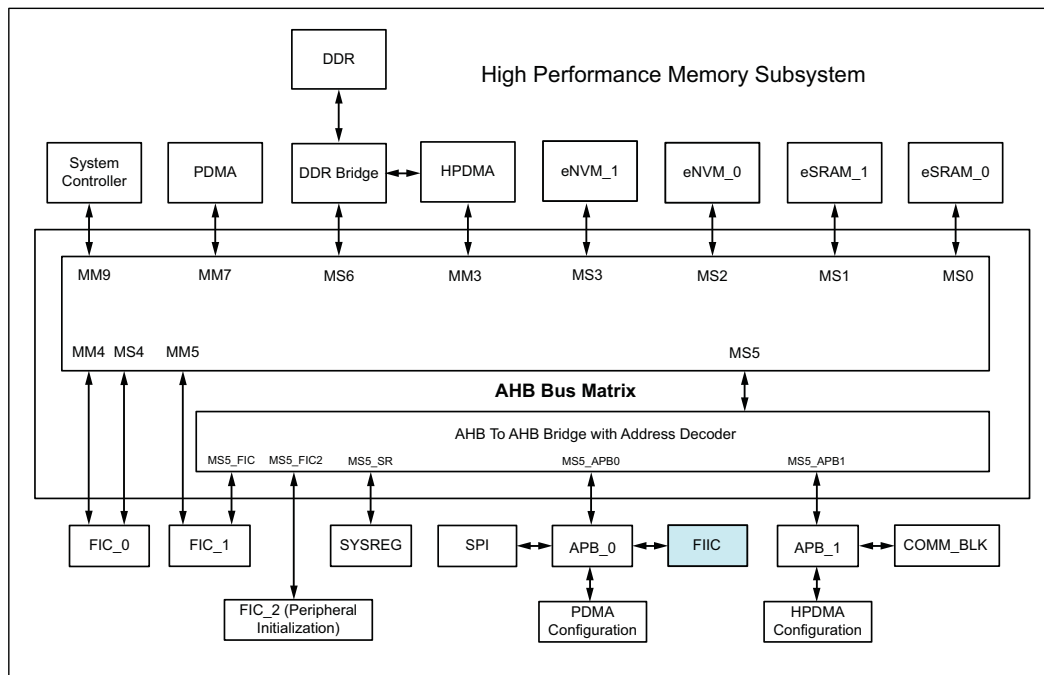 DDR
High Performance Memory Subsystem
System
Controller
PDMA
DDR Bridge
HPDMA
eNVM_1
eNVM_0
eSRAM_1
eSRAM_0
MM9
MM7
MS6
MM3
MS3
MS2
MS1
MS0
MM4
MS4
MM5
MS5
AHB Bus Matrix
AHB To AHB Bridge with Address Decoder
MS5_FIC
MS5_FIC2
MS5_SR
MS5_APB0
MS5_APB1
FIC_0
FIC_1
SYSREG
SPI
APB_0
FIIC
APB_1
COMM_BLK
FIC_2 (Peripheral
Initialization)
PDMA
Configuration
HPDMA
Configuration